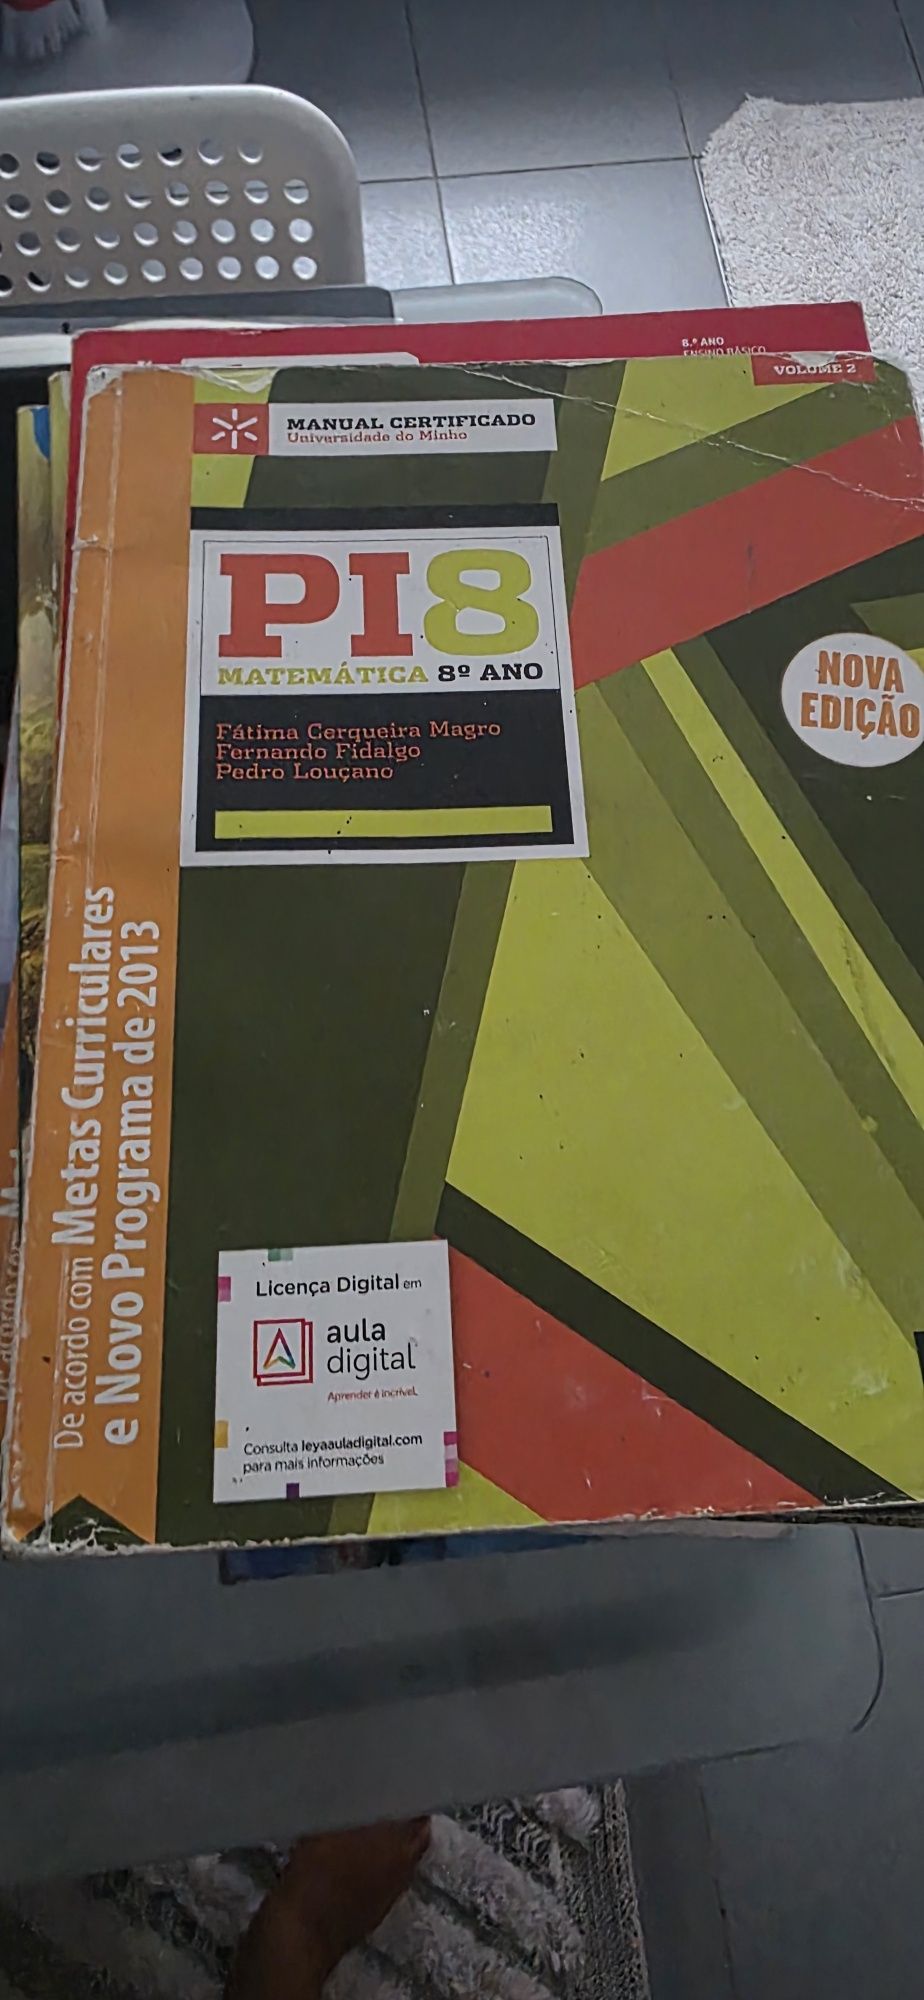 8.º ANO
ENSINO BÁSICO
VOLUME 2
MANUAL CERTIFICADO
Universidade do Minho
PI8
MATEMÁTICA 8º ANO
Fátima Cerqueira Magro
Fernando Fidalgo
Pedro Louçano
NOVA
EDIÇÃO
De acordo com Metas Curriculares
e Novo Programa de 2013
Licença Digital em
aula
digital
Aprender é incrível.
Consulta leyaauladigital.com
para mais informações